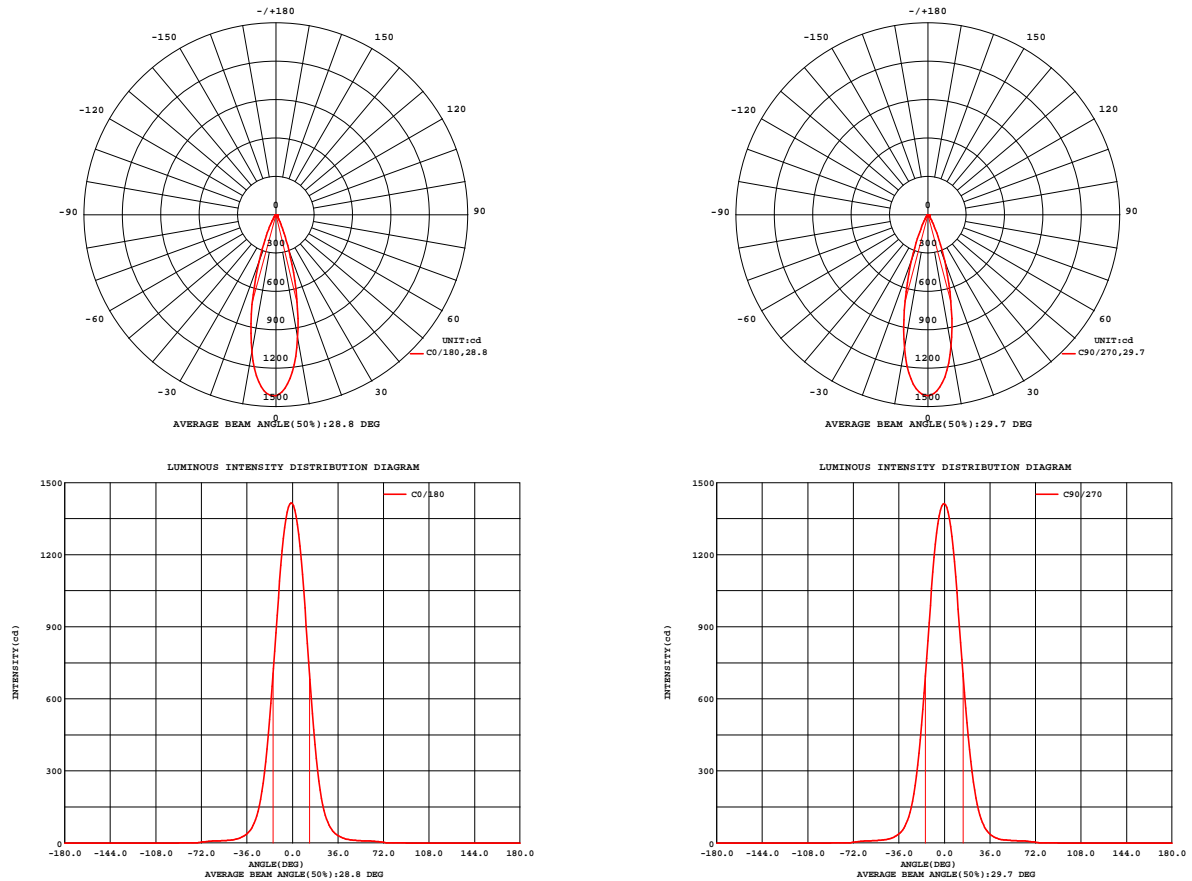 -/+180
-150 150
-120 120
-90 90
-60 60
-30 30
0
0
300
600
900
1200
1500
UNIT:cd
C0/180,28.8
AVERAGE BEAM ANGLE(50%):28.8 DEG
-/+180
-150 150
-120 120
-90 90
-60 60
-30 30
0
0
300
600
900
1200
1500
UNIT:cd
C90/270,29.7
AVERAGE BEAM ANGLE(50%):29.7 DEG
LUMINOUS INTENSITY DISTRIBUTION DIAGRAM
C0/180
INTENSITY(cd)
1500
1200
900
600
300
0
-180.0 -144.0 -108.0 -72.0 -36.0 0.0 36.0 72.0 108.0 144.0 180.0
ANGLE(DEG)
AVERAGE BEAM ANGLE(50%):28.8 DEG
LUMINOUS INTENSITY DISTRIBUTION DIAGRAM
C90/270
INTENSITY(cd)
1500
1200
900
600
300
0
-180.0 -144.0 -108.0 -72.0 -36.0 0.0 36.0 72.0 108.0 144.0 180.0
ANGLE(DEG)
AVERAGE BEAM ANGLE(50%):29.7 DEG